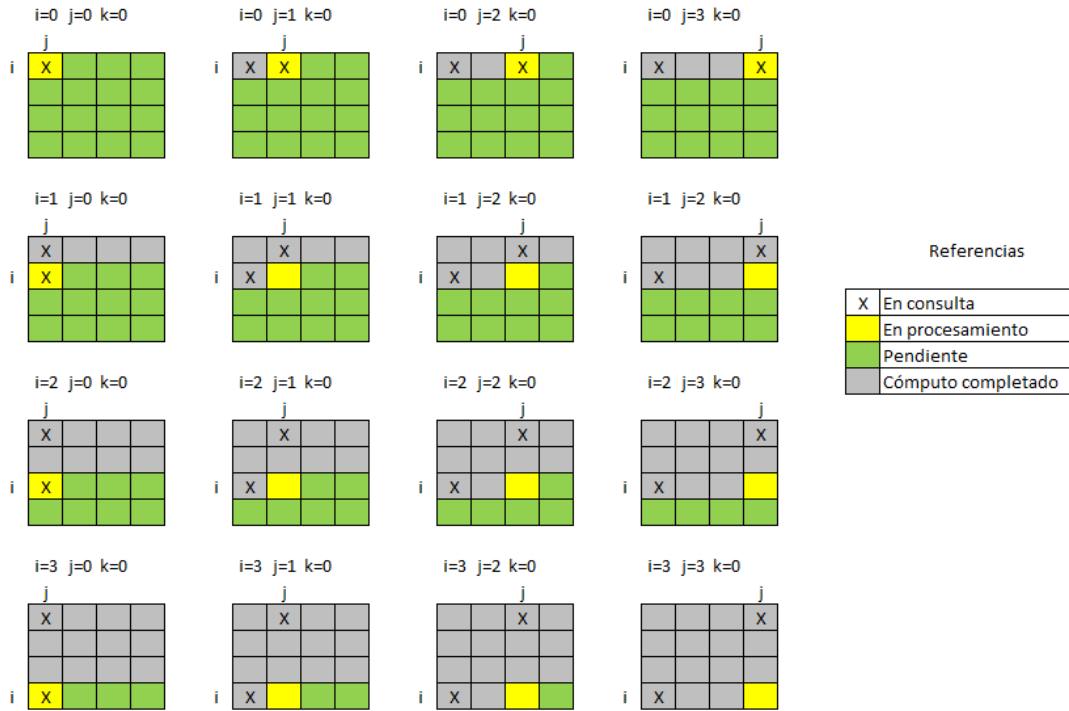 i=0 j=0 k=0
j
i X
i=0 j=1 k=0
j
i X X
i=0 j=2 k=0
j
i X X
i=0 j=3 k=0
j
i X X
i=1 j=0 k=0
j
X
i X
i=1 j=1 k=0
j
X
i X
i=1 j=2 k=0
j
X
i X
i=1 j=2 k=0
j
X
i X
Referencias
X En consulta
En procesamiento
Pendiente
Cómputo completado
i=2 j=0 k=0
j
X
i X
i=2 j=1 k=0
j
X
i X
i=2 j=2 k=0
j
X
i X
i=2 j=3 k=0
j
X
i X
i=3 j=0 k=0
j
X
i X
i=3 j=1 k=0
j
X
i X
i=3 j=2 k=0
j
X
i X
i=3 j=3 k=0
j
X
i X